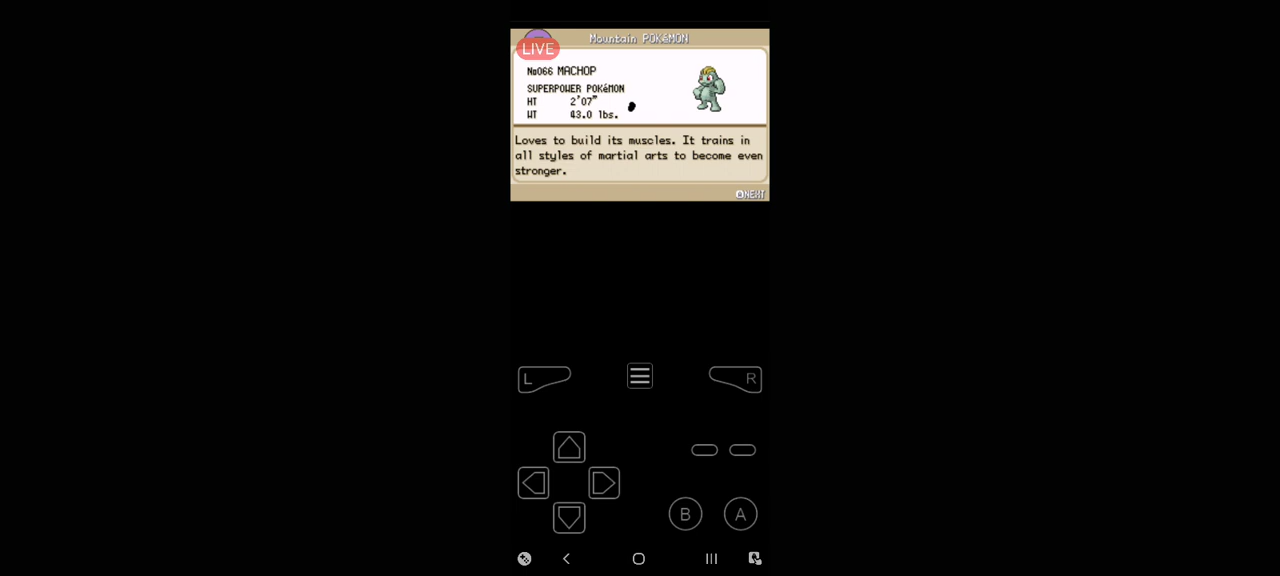 Mountain POKéMON
LIVE
No066 MACHOP
SUPERPOWER POKéMON
HT 2'07"
WT 43.0 lbs.
Loves to build its muscles. It trains in
all styles of martial arts to become even
stronger.
NEXT
L
R
B
A